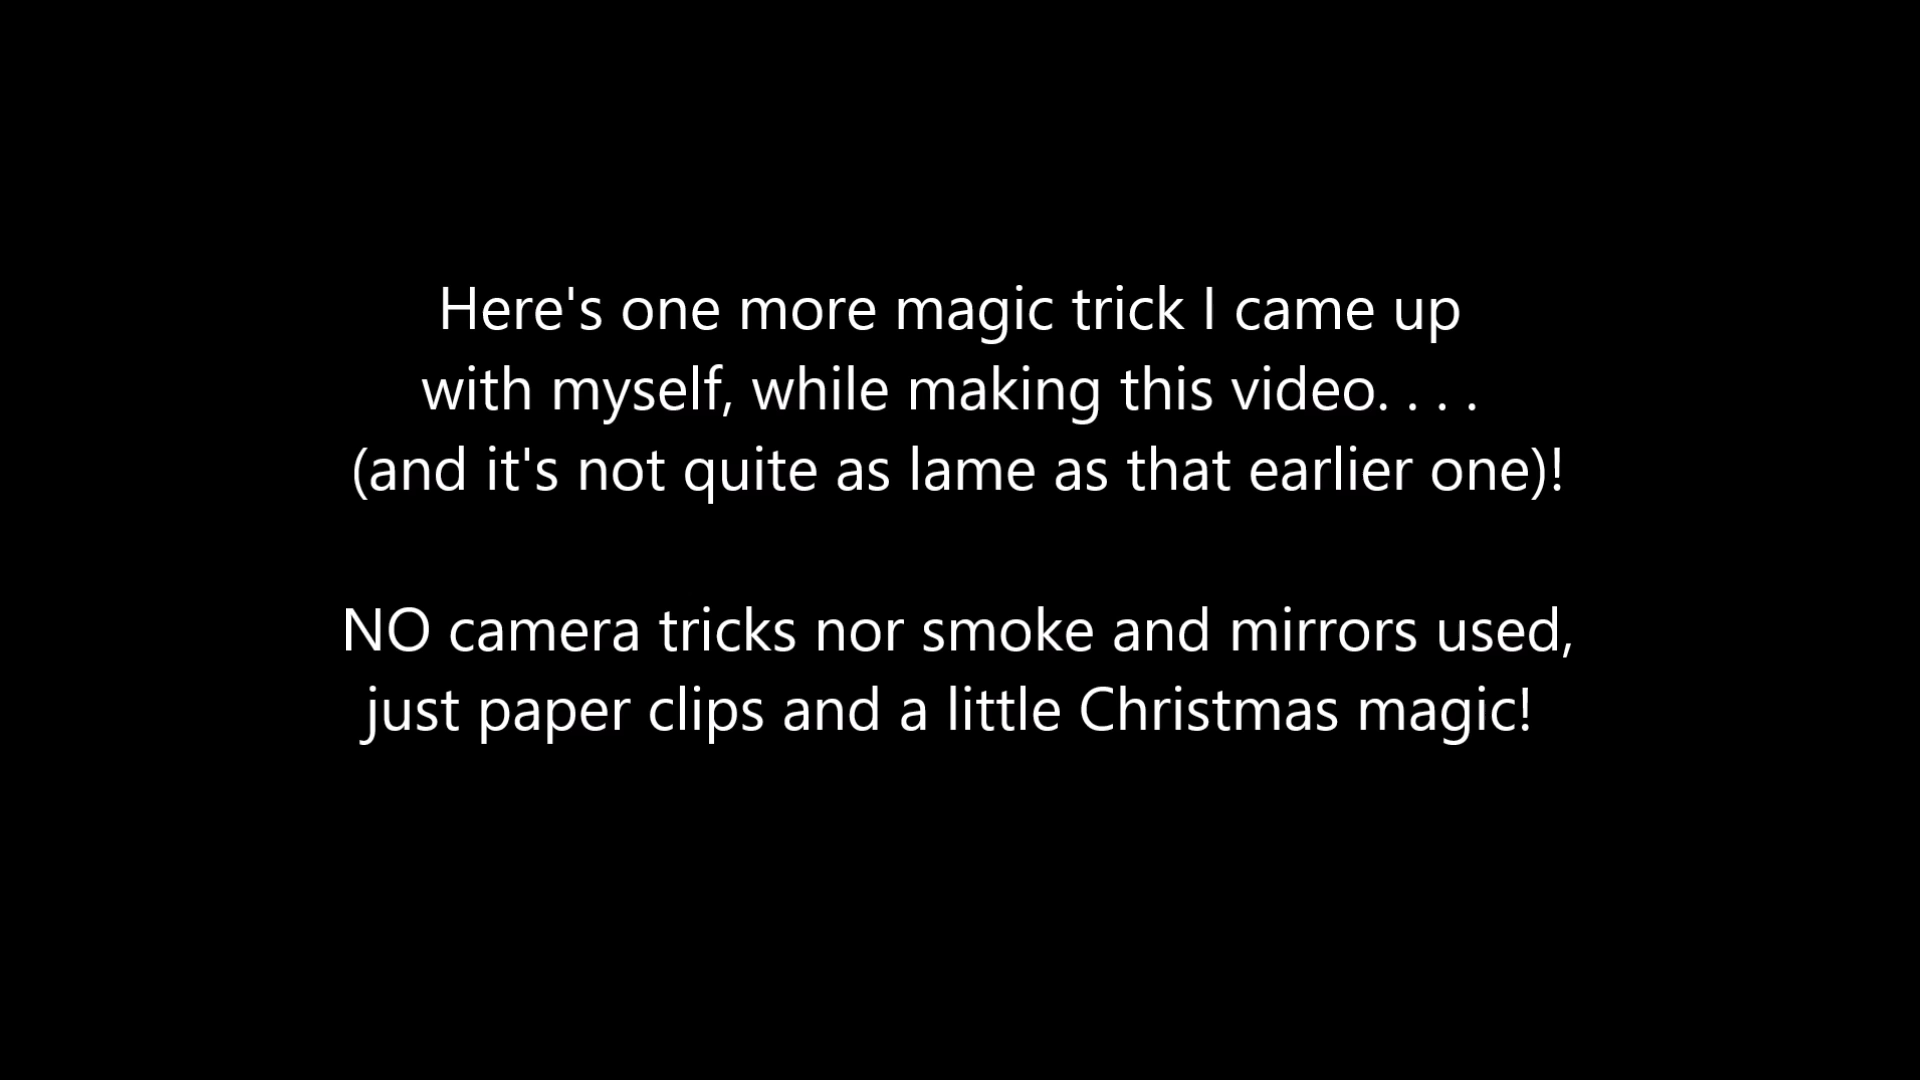 Here's one more magic trick I came up
with myself, while making this video. . . .
(and it's not quite as lame as that earlier one)!
NO camera tricks nor smoke and mirrors used,
just paper clips and a little Christmas magic!